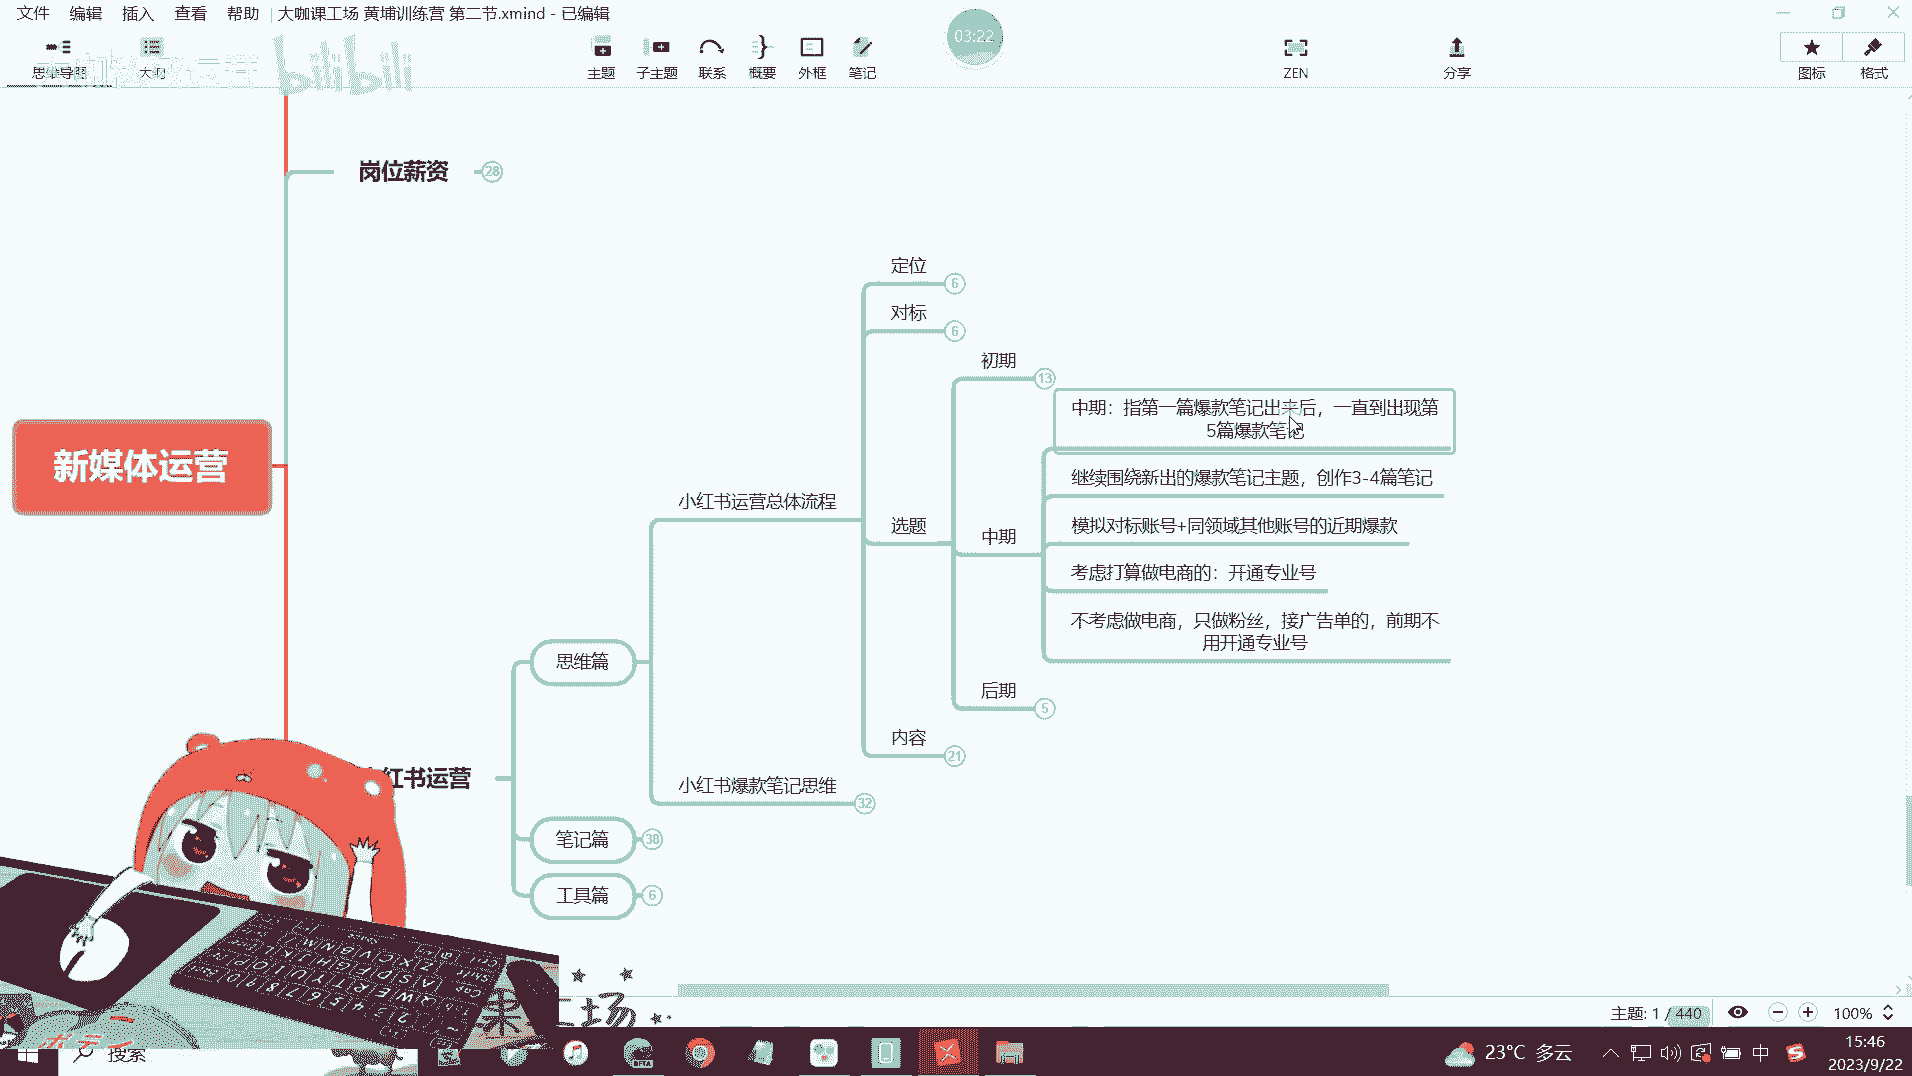 文件 编辑 插入 查看 帮助 大咖课工场 黄埔训练营 第二节.xmind - 已编辑
03:22
bilibili
思维导图 大纲 主题 子主题 联系 概要 外框 笔记 ZEN 分享 图标 格式
岗位薪资 28
定位 6
对标 6
初期 13
中期：指第一篇爆款笔记出来后，一直到出现第
5篇爆款笔记
新媒体运营
继续围绕新出的爆款笔记主题，创作3-4篇笔记
小红书运营总体流程
选题
模拟对标账号+同领域其他账号的近期爆款
中期
考虑打算做电商的：开通专业号
不考虑做电商，只做粉丝，接广告单的，前期不
用开通专业号
思维篇
后期 5
内容 21
红书运营
小红书爆款笔记思维 32
笔记篇 38
工具篇 6
主题: 1 / 440 100%
搜索
BETA
23°C 多云
中
15:46
2023/9/22